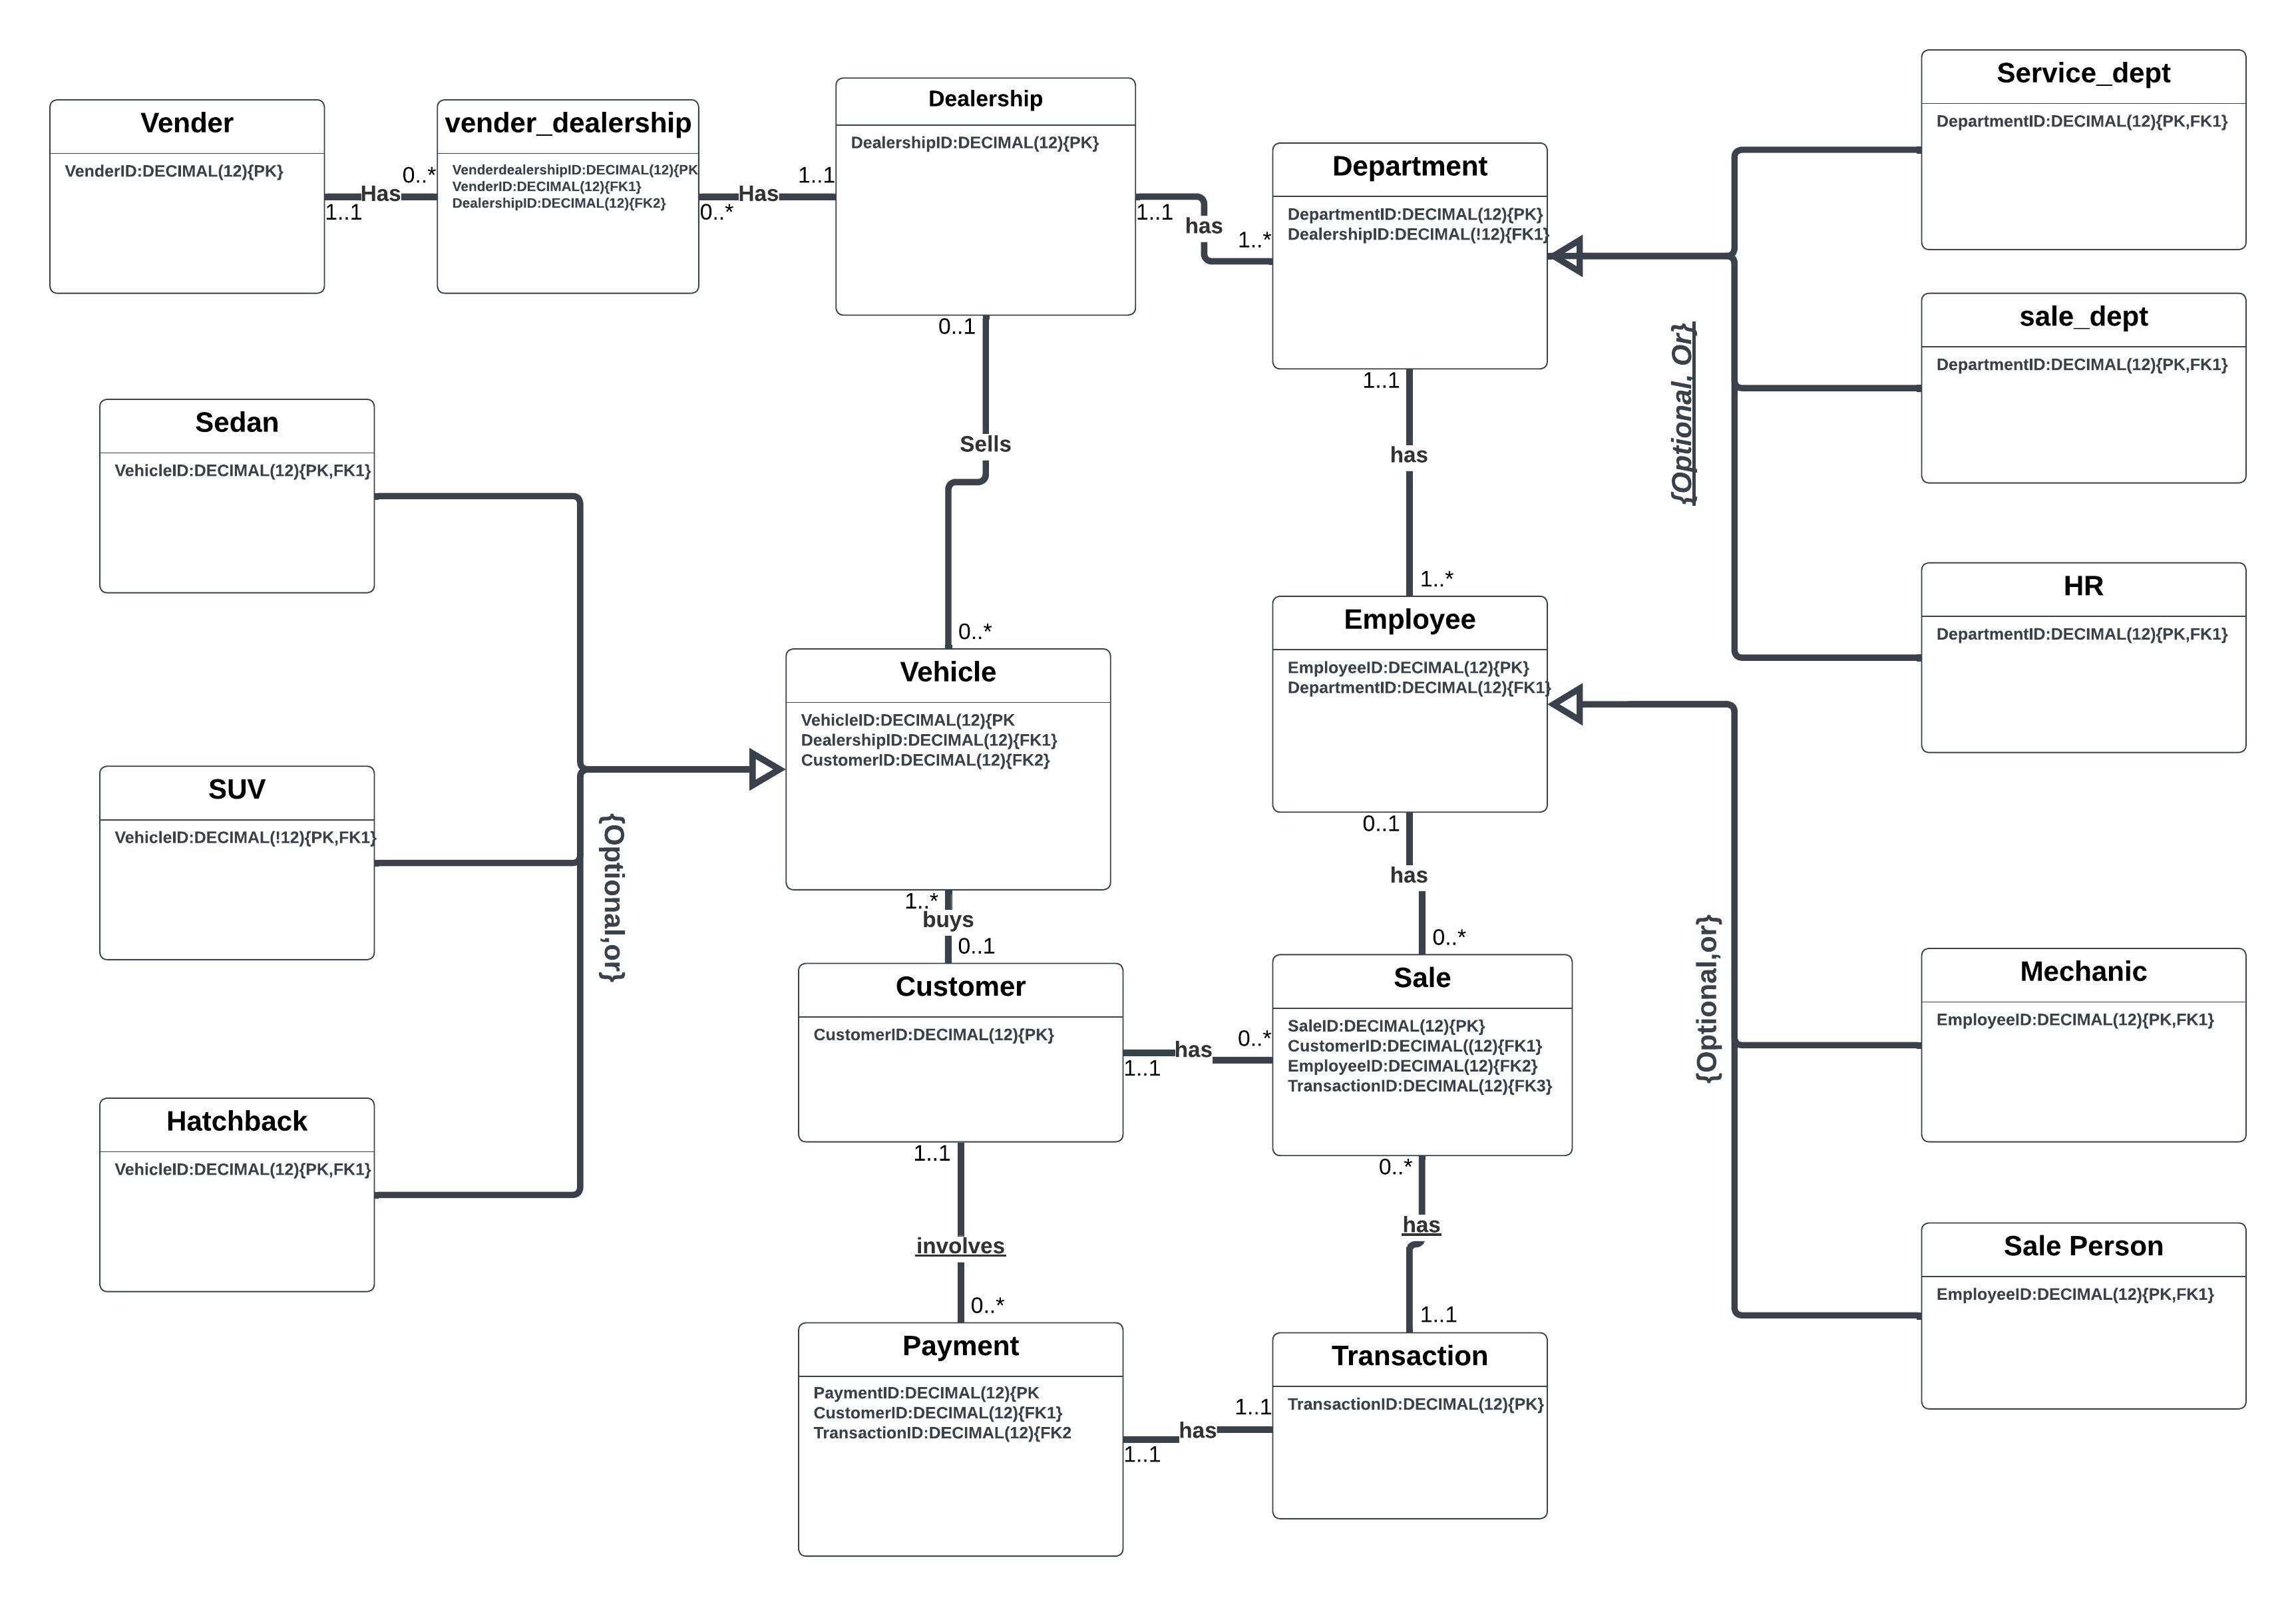 Vender
VenderID:DECIMAL(12){PK}
1..1
Has
0..*
vender_dealership
VenderdealershipID:DECIMAL(12){PK
VenderID:DECIMAL(12){FK1}
DealershipID:DECIMAL(12){FK2}
0..*
Has
1..1
Dealership
DealershipID:DECIMAL(12){PK}
1..1
has
1..*
Department
DepartmentID:DECIMAL(12){PK}
DealershipID:DECIMAL(!12){FK1}
Service_dept
DepartmentID:DECIMAL(12){PK,FK1}
sale_dept
DepartmentID:DECIMAL(12){PK,FK1}
HR
DepartmentID:DECIMAL(12){PK,FK1}
{Optional, Or}
0..1
Sells
0..*
1..1
has
1..*
Sedan
VehicleID:DECIMAL(12){PK,FK1}
SUV
VehicleID:DECIMAL(!12){PK,FK1}
Hatchback
VehicleID:DECIMAL(12){PK,FK1}
{Optional,or}
Vehicle
VehicleID:DECIMAL(12){PK
DealershipID:DECIMAL(12){FK1}
CustomerID:DECIMAL(12){FK2}
1..*
buys
0..1
Employee
EmployeeID:DECIMAL(12){PK}
DepartmentID:DECIMAL(12){FK1}
0..1
has
0..*
{Optional,or}
Mechanic
EmployeeID:DECIMAL(12){PK,FK1}
Sale Person
EmployeeID:DECIMAL(12){PK,FK1}
Customer
CustomerID:DECIMAL(12){PK}
1..1
has
0..*
Sale
SaleID:DECIMAL(12){PK}
CustomerID:DECIMAL((12){FK1}
EmployeeID:DECIMAL(12){FK2}
TransactionID:DECIMAL(12){FK3}
1..1
involves
0..*
0..*
has
1..1
Payment
PaymentID:DECIMAL(12){PK
CustomerID:DECIMAL(12){FK1}
TransactionID:DECIMAL(12){FK2
1..1
has
1..1
Transaction
TransactionID:DECIMAL(12){PK}